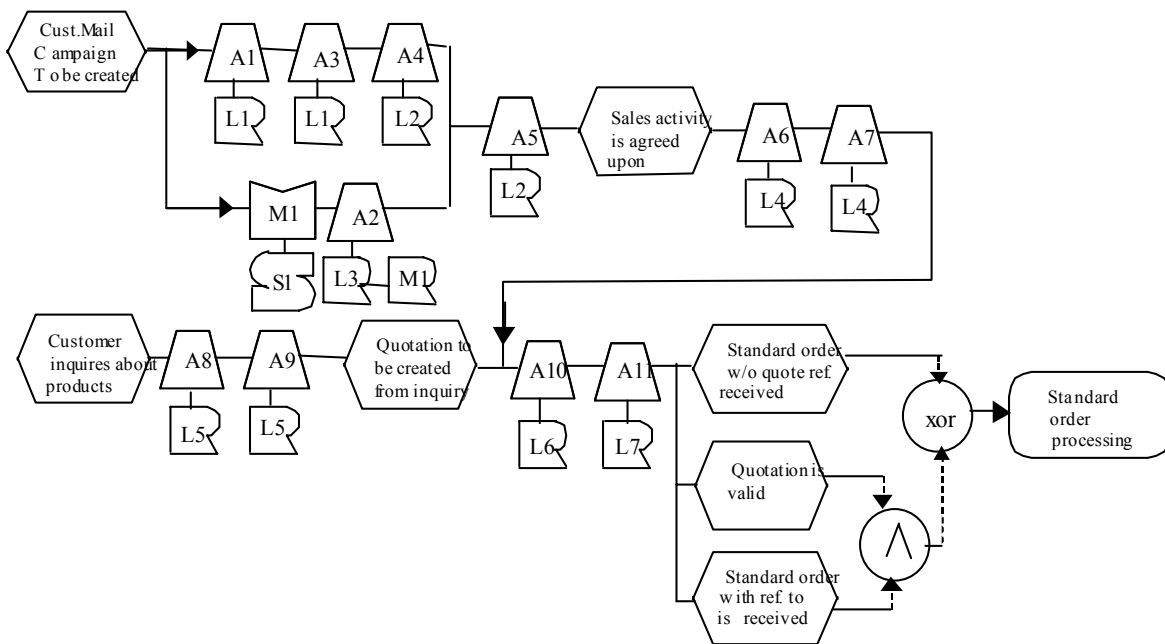 Cust.Mail
C ampaign
T o be created
A1
A3
A4
L1
L1
L2
A5
L2
Sales activity
is agreed
upon
A6
A7
L4
L4
M1
A2
S1
L3
M1
Customer
inquires about
products
A8
A9
L5
L5
Quotation to
be created
from inquiry
A10
A11
L6
L7
Standard order
w/o quote ref.
received
xor
Standard
order
processing
Quotation is
valid
Standard order
with ref. to
is received